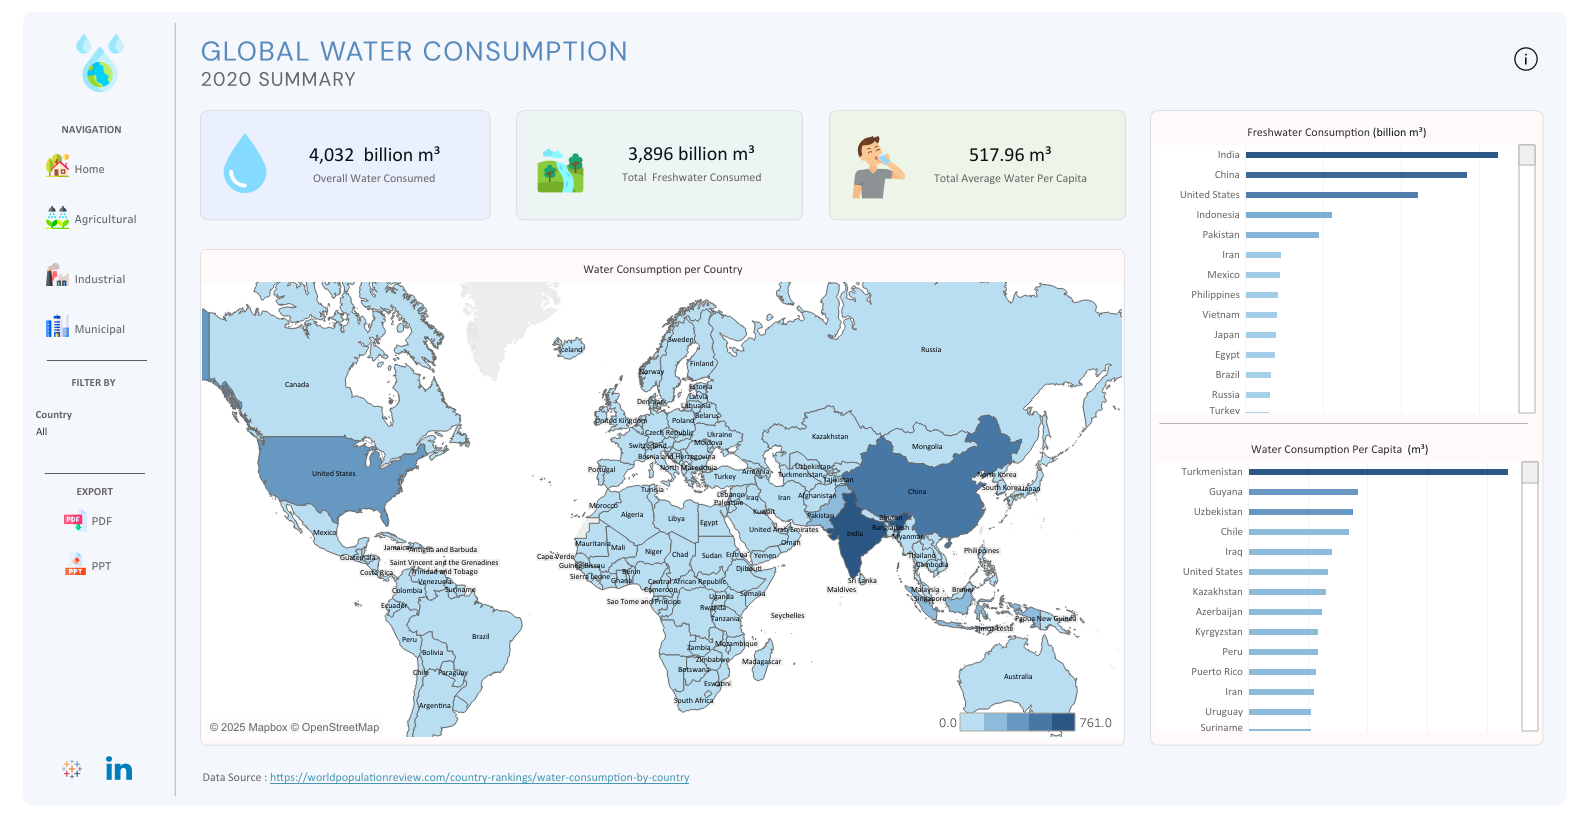 GLOBAL WATER CONSUMPTION
2020 SUMMARY
NAVIGATION
Home
Agricultural
Industrial
Municipal
FILTER BY
Country
All
EXPORT
PDF
PDF
PPT
PPT
in
i
4,032 billion m³
Overall Water Consumed
3,896 billion m³
Total Freshwater Consumed
517.96 m³
Total Average Water Per Capita
Water Consumption per Country
Iceland
Sweden
Russia
Finland
Norway
Canada
Estonia
Latvia
Denmark
Lithuania
Belarus
United Kingdom
Poland
Czech Republic
Ukraine
Kazakhstan
Moldova
Switzerland
Mongolia
Bosnia and Herzegovina
Uzbekistan
Portugal
North Macedonia
Armenia
United States
Turkey
Turkmenistan
North Korea
Tajikistan
Tunisia
South Korea
Japan
China
Lebanon
Iraq
Iran
Afghanistan
Palestine
Morocco
Kuwait
Algeria
Libya
Egypt
Pakistan
Bhutan
Mexico
United Arab Emirates
Bangladesh
India
Myanmar
Mauritania
Oman
Jamaica
Antigua and Barbuda
Mali
Niger
Chad
Sudan
Eritrea
Yemen
Philippines
Guatemala
Cape Verde
Thailand
Saint Vincent and the Grenadines
Guinea-Bissau
Djibouti
Cambodia
Costa Rica
Trinidad and Tobago
Sierra Leone
Benin
Ghana
Central African Republic
Sri Lanka
Venezuela
Colombia
Suriname
Cameroon
Somalia
Maldives
Malaysia
Brunei
Uganda
Singapore
Ecuador
Sao Tome and Principe
Rwanda
Seychelles
Tanzania
Papua New Guinea
Timor-Leste
Peru
Brazil
Zambia
Mozambique
Bolivia
Zimbabwe
Madagascar
Chile
Paraguay
Botswana
Australia
Eswatini
South Africa
Argentina
© 2025 Mapbox © OpenStreetMap
0.0
761.0
Freshwater Consumption (billion m³)
India
China
United States
Indonesia
Pakistan
Iran
Mexico
Philippines
Vietnam
Japan
Egypt
Brazil
Russia
Turkey
Water Consumption Per Capita (m³)
Turkmenistan
Guyana
Uzbekistan
Chile
Iraq
United States
Kazakhstan
Azerbaijan
Kyrgyzstan
Peru
Puerto Rico
Iran
Uruguay
Suriname
Data Source : https://worldpopulationreview.com/country-rankings/water-consumption-by-country